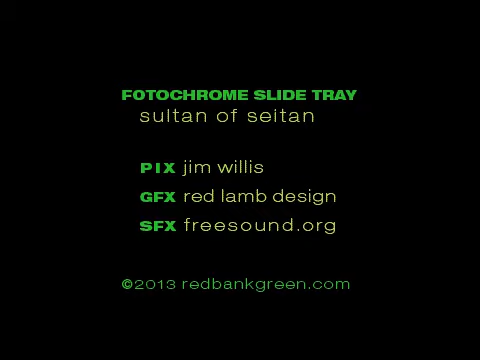 FOTOCHROME SLIDE TRAY
sultan of seitan
PIX jim willis
GFX red lamb design
SFX freesound.org
©2013 redbankgreen.com